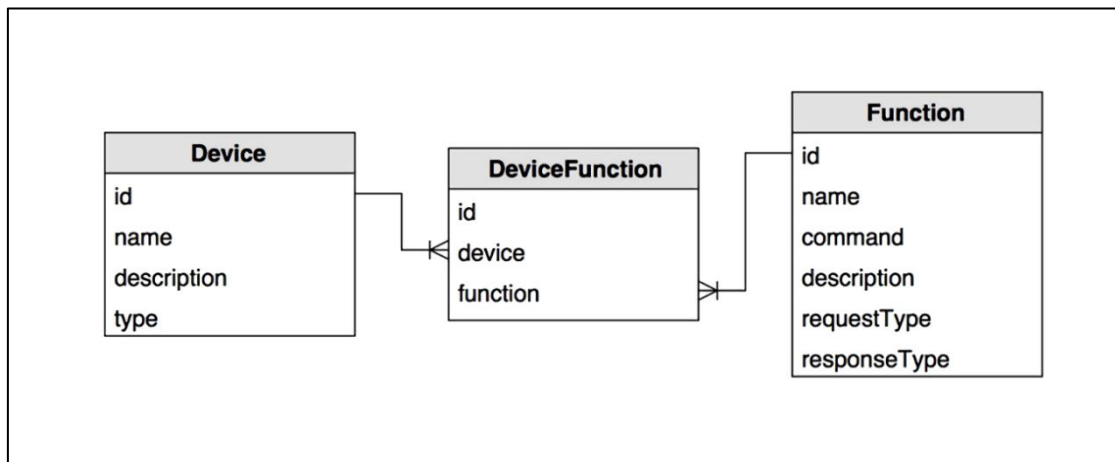 Device
id
name
description
type
DeviceFunction
id
device
function
Function
id
name
command
description
requestType
responseType